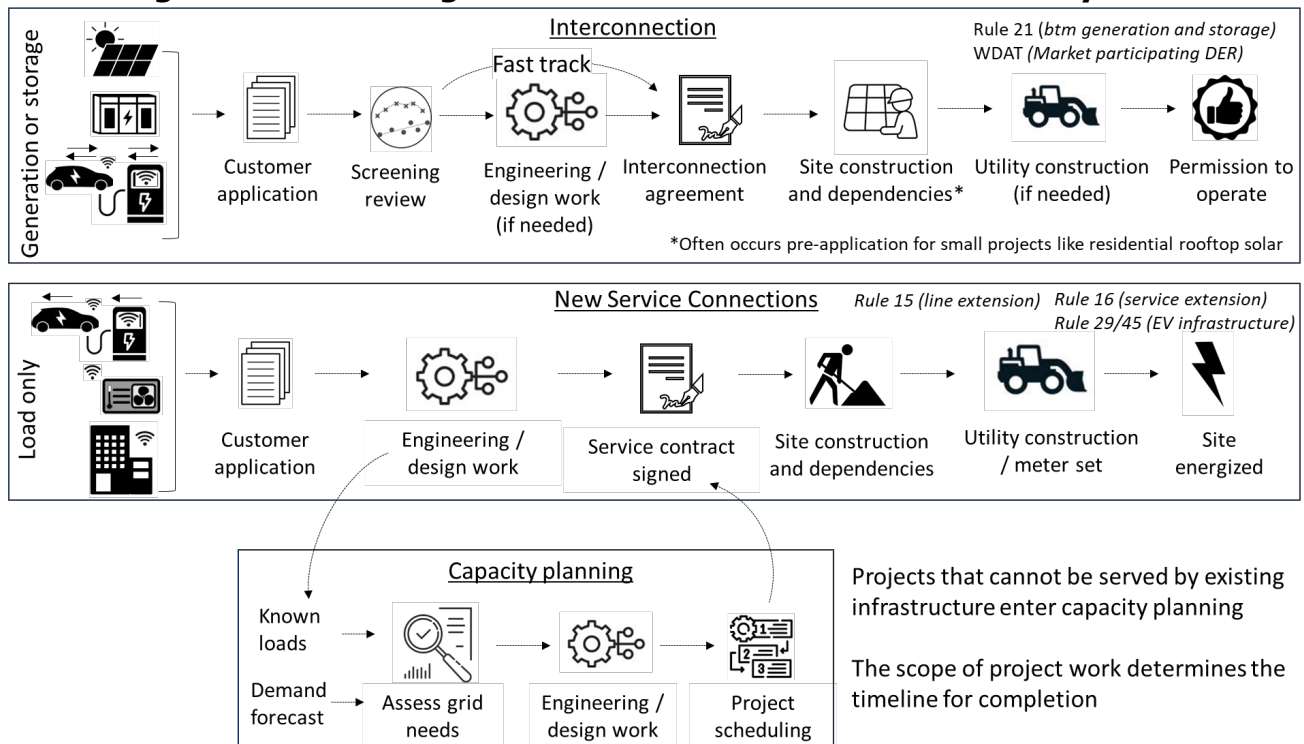 Interconnection
Rule 21 (btm generation and storage)
WDAT (Market participating DER)
Generation or storage
Fast track
Customer
application
Screening
review
Engineering /
design work
(if needed)
Interconnection
agreement
Site construction
and dependencies*
Utility construction
(if needed)
Permission to
operate
*Often occurs pre-application for small projects like residential rooftop solar
New Service Connections
Rule 15 (line extension)
Rule 16 (service extension)
Rule 29/45 (EV infrastructure)
Load only
Customer
application
Engineering /
design work
Service contract
signed
Site construction
and dependencies
Utility construction
/ meter set
Site
energized
Capacity planning
Known
loads
Demand
forecast
Assess grid
needs
Engineering /
design work
1
2
3
Project
scheduling
Projects that cannot be served by existing
infrastructure enter capacity planning
The scope of project work determines the
timeline for completion